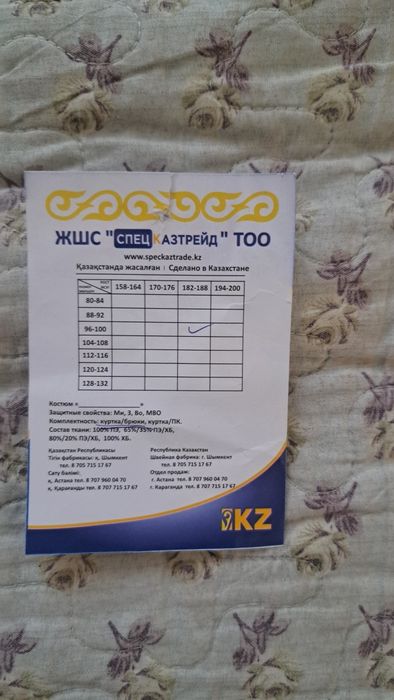 ЖШС "СПЕЦКАЗТРЕЙД" ТОО
www.speckaztrade.kz
Қазақстанда жасалған | Сделано в Казахстане
РОСТ 158-164 170-176 182-188 194-200
80-84
88-92
96-100
104-108
112-116
120-124
128-132
Костюм «____________________»
Защитные свойства: Ми, З, Во, МВО
Комплектность: куртка/брюки, куртка/ПК.
Состав ткани: 100% ПЭ, 65%/35% ПЭ/ХБ,
80%/20% ПЭ/ХБ, 100% ХБ.
Қазақстан Республикасы
Тігін фабрикасы: қ. Шымкент
тел. 8 705 715 17 67
Сату бөлімі:
қ. Астана тел. 8 707 960 04 70
қ. Қарағанды тел. 8 707 715 17 67
Республика Казахстан
Швейная фабрика: г. Шымкент
тел. 8 705 715 17 67
Отдел продаж:
г. Астана тел. 8 707 960 04 70
г. Караганда тел. 8 707 715 17 67
KZ